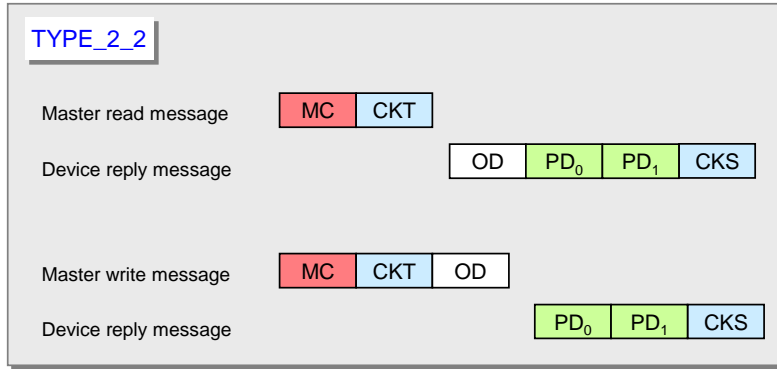 TYPE_2_2
Master read message MC CKT
Device reply message OD PD₀ PD₁ CKS
Master write message MC CKT OD
Device reply message PD₀ PD₁ CKS